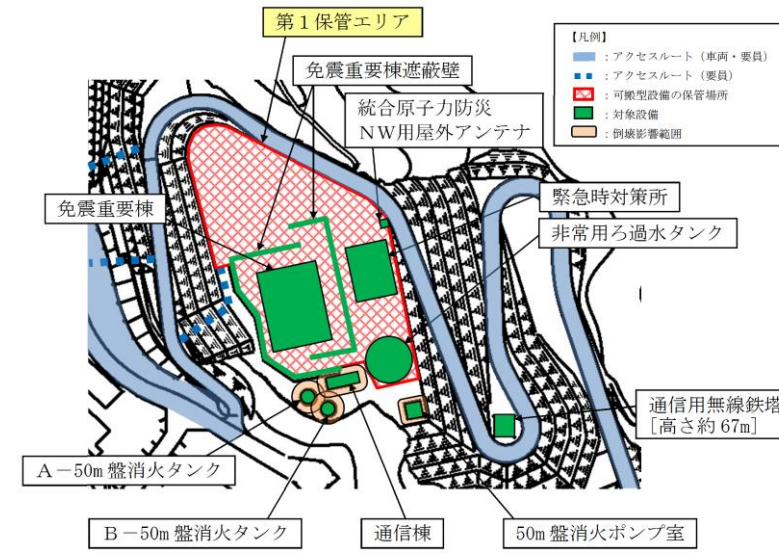 第1保管エリア
免震重要棟遮蔽壁
統合原子力防災
NW用屋外アンテナ
【凡例】
：アクセスルート（車両・要員）
：アクセスルート（要員）
：可搬型設備の保管場所
：対象設備
：倒壊影響範囲
免震重要棟
緊急時対策所
非常用ろ過水タンク
通信用無線鉄塔
［高さ約67m］
A－50m盤消火タンク
B－50m盤消火タンク
通信棟
50m盤消火ポンプ室